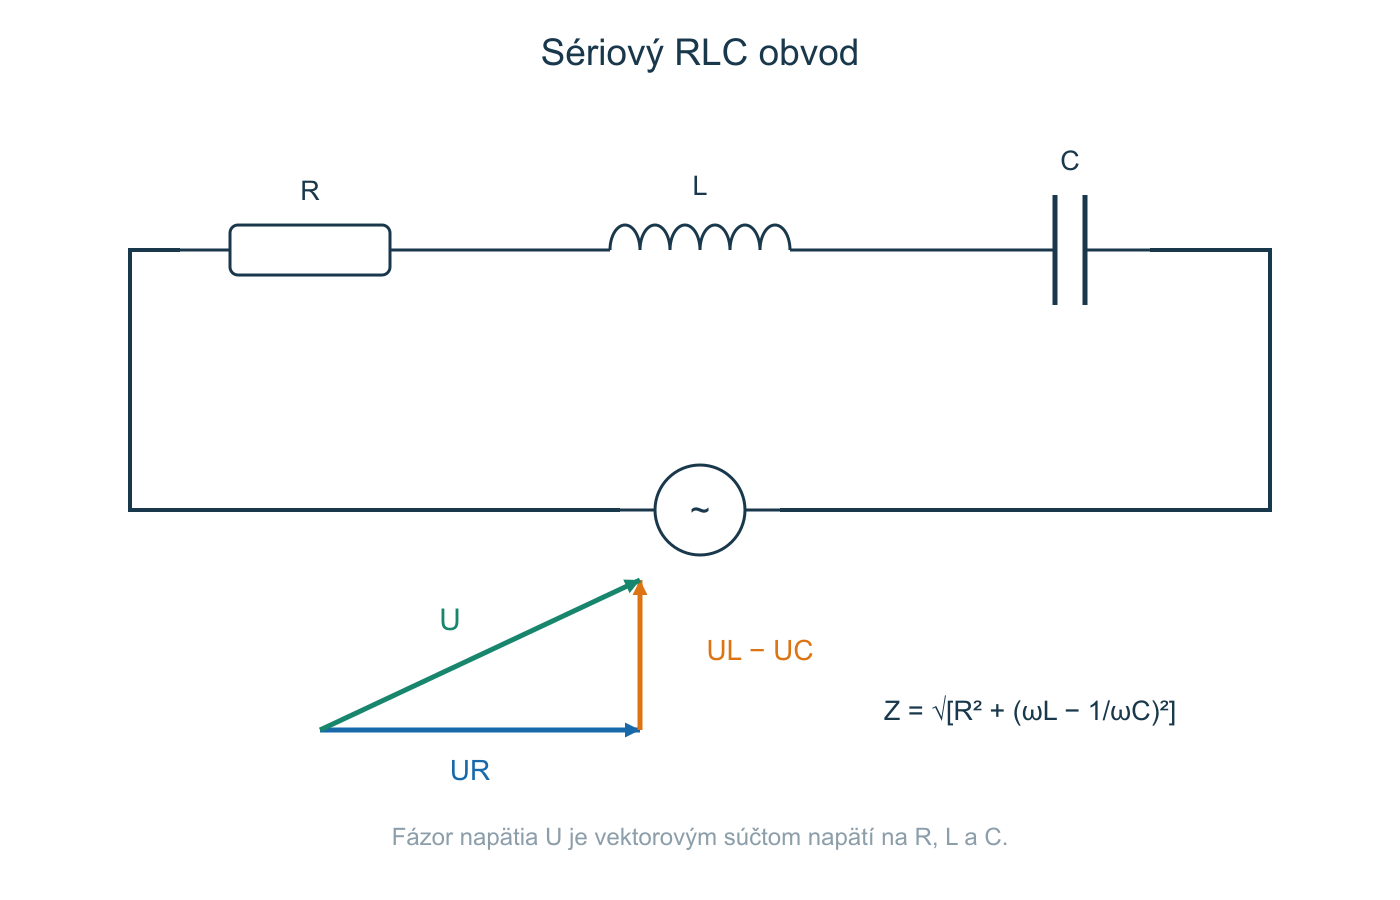 Sériový RLC obvod
C
L
R
~
U
UL − UC
Z = √[R² + (ωL − 1/ωC)²]
UR
Fázor napätia U je vektorovým súčtom napätí na R, L a C.